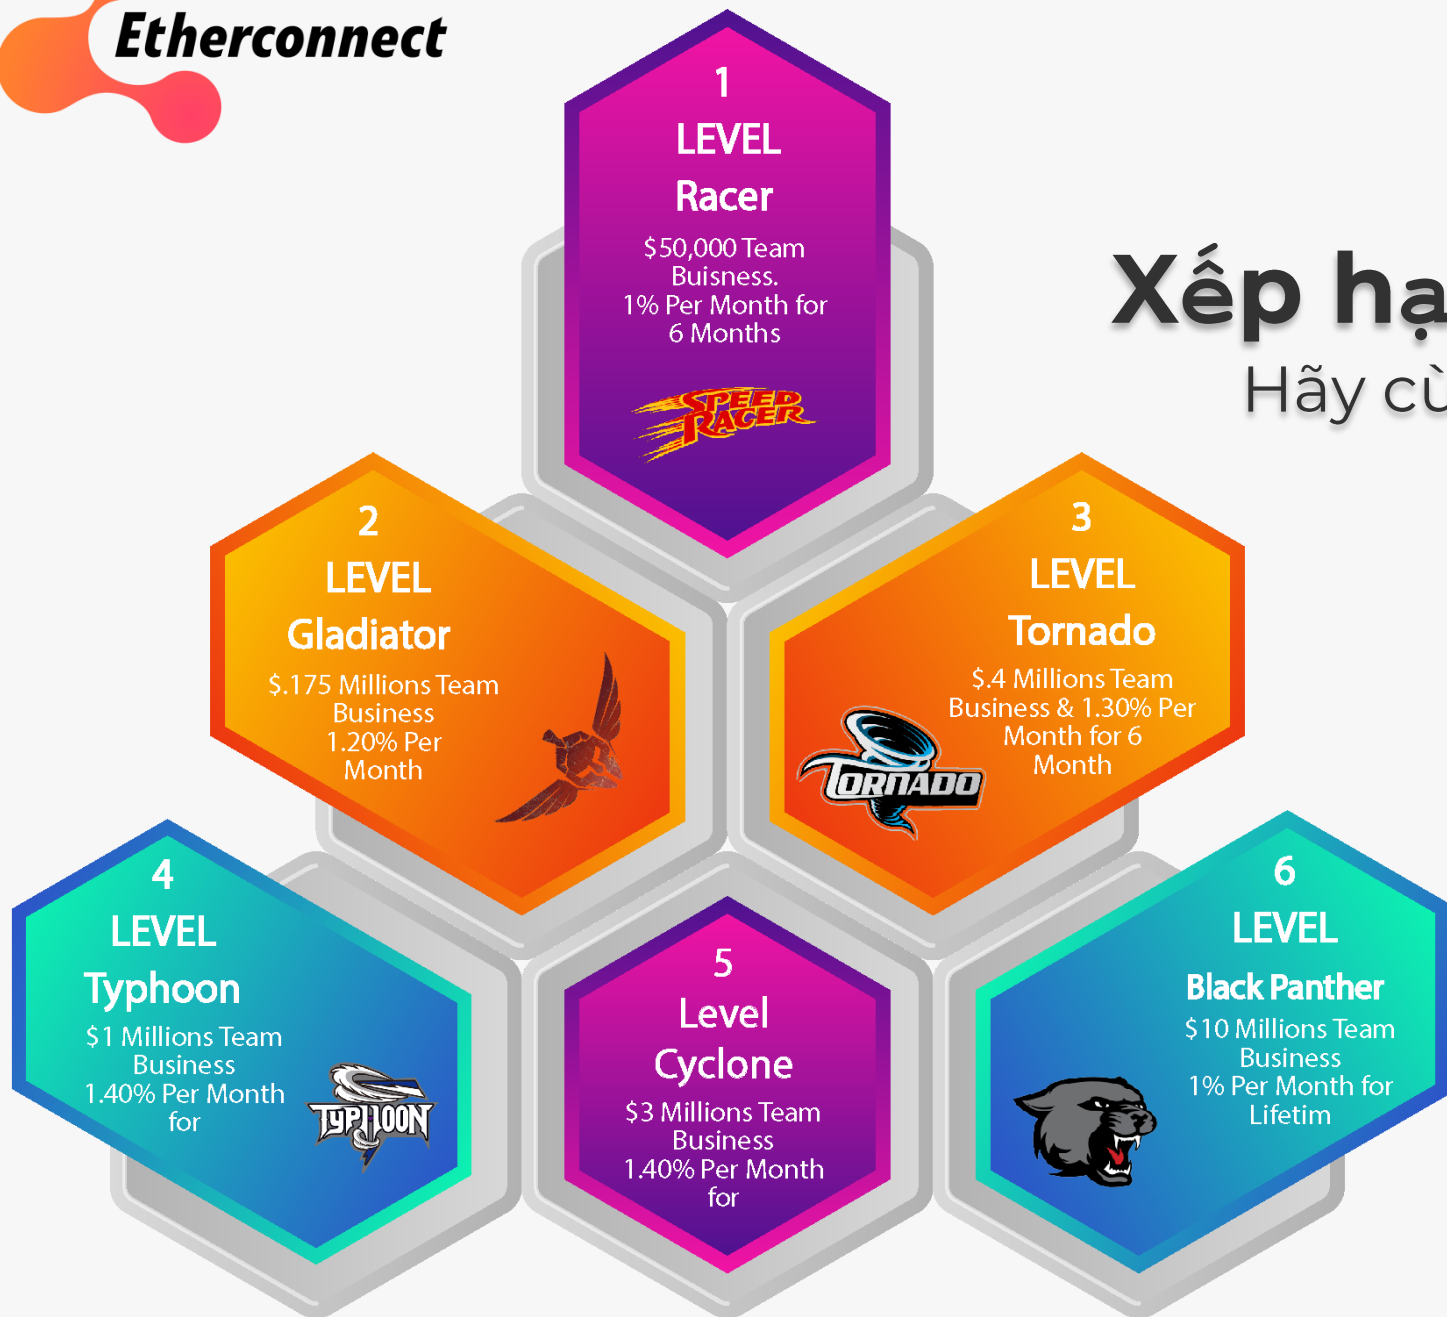 Etherconnect
1
LEVEL
Racer
$50,000 Team
Buisness.
1% Per Month for
6 Months
SPEED
RACER
Xếp hạ
Hãy cù
2
LEVEL
Gladiator
$.175 Millions Team
Business
1.20% Per
Month
3
LEVEL
Tornado
$.4 Millions Team
Business & 1.30% Per
Month for 6
Month
TORNADO
4
LEVEL
Typhoon
$1 Millions Team
Business
1.40% Per Month
for
TYPHOON
5
Level
Cyclone
$3 Millions Team
Business
1.40% Per Month
for
6
LEVEL
Black Panther
$10 Millions Team
Business
1% Per Month for
Lifetim